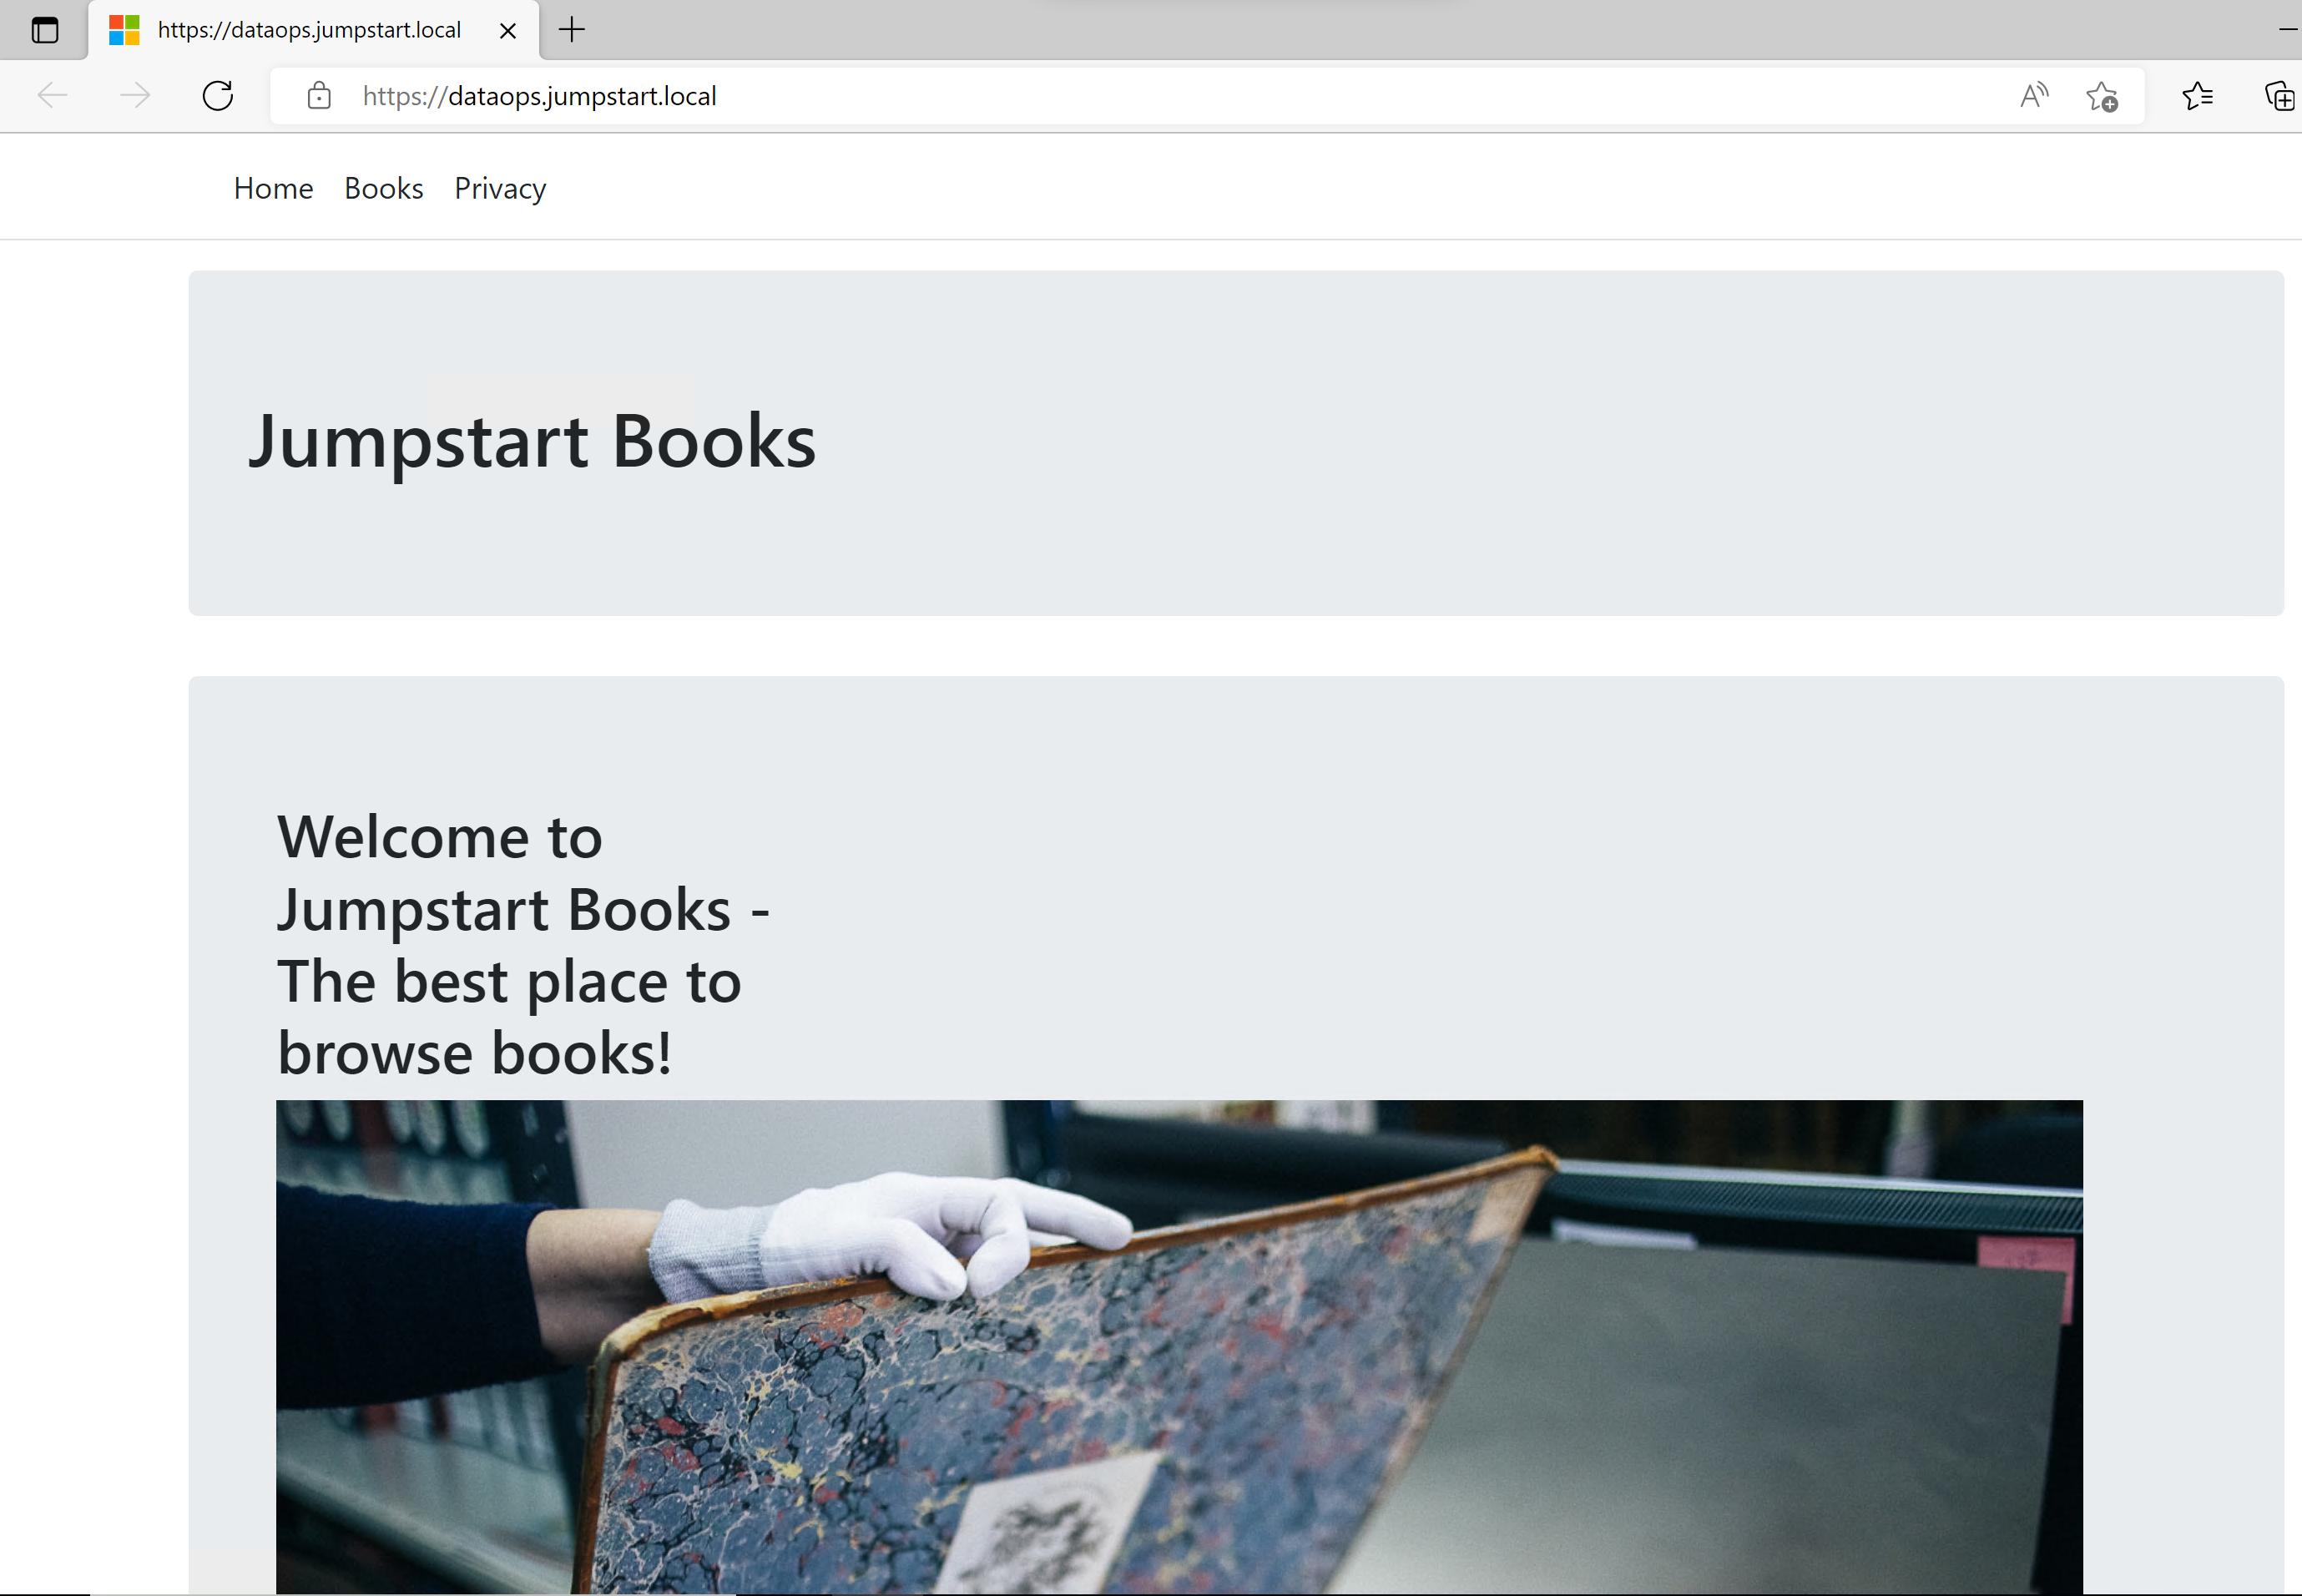 https://dataops.jumpstart.local
https://dataops.jumpstart.local
Home Books Privacy
Jumpstart Books
Welcome to
Jumpstart Books -
The best place to
browse books!